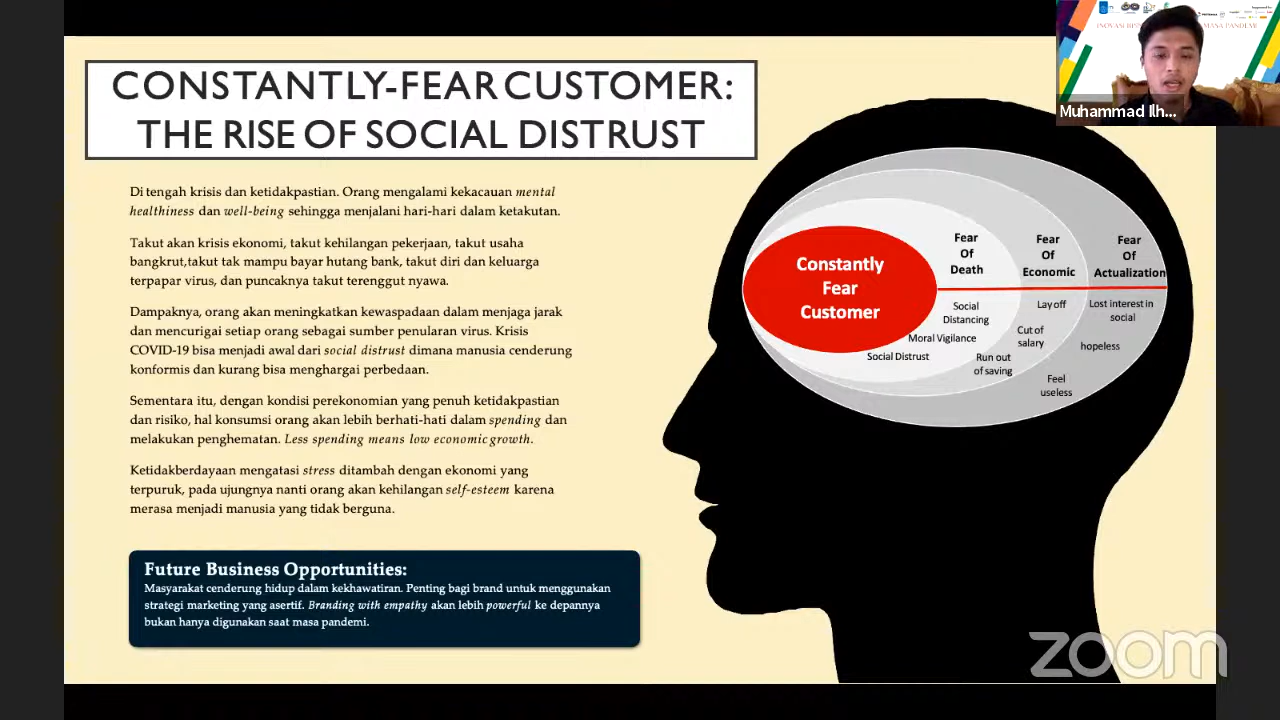 CONSTANTLY-FEAR CUSTOMER:
THE RISE OF SOCIAL DISTRUST
Di tengah krisis dan ketidakpastian. Orang mengalami kekacauan mental
healthiness dan well-being sehingga menjalani hari-hari dalam ketakutan.
Takut akan krisis ekonomi, takut kehilangan pekerjaan, takut usaha
bangkrut,takut tak mampu bayar hutang bank, takut diri dan keluarga
terpapar virus, dan puncaknya takut terenggut nyawa.
Dampaknya, orang akan meningkatkan kewaspadaan dalam menjaga jarak
dan mencurigai setiap orang sebagai sumber penularan virus. Krisis
COVID-19 bisa menjadi awal dari social distrust dimana manusia cenderung
konformis dan kurang bisa menghargai perbedaan.
Sementara itu, dengan kondisi perekonomian yang penuh ketidakpastian
dan risiko, hal konsumsi orang akan lebih berhati-hati dalam spending dan
melakukan penghematan. Less spending means low economic growth.
Ketidakberdayaan mengatasi stress ditambah dengan ekonomi yang
terpuruk, pada ujungnya nanti orang akan kehilangan self-esteem karena
merasa menjadi manusia yang tidak berguna.
Future Business Opportunities:
Masyarakat cenderung hidup dalam kekhawatiran. Penting bagi brand untuk menggunakan
strategi marketing yang asertif. Branding with empathy akan lebih powerful ke depannya
bukan hanya digunakan saat masa pandemi.
Constantly
Fear
Customer
Fear
Of
Death
Social
Distancing
Moral Vigilance
Social Distrust
Fear
Of
Economic
Lay off
Cut of
salary
Run out
of saving
Fear
Of
Actualization
Lost interest in
social
hopeless
Feel
useless
Muhammad Ilh...
zoom